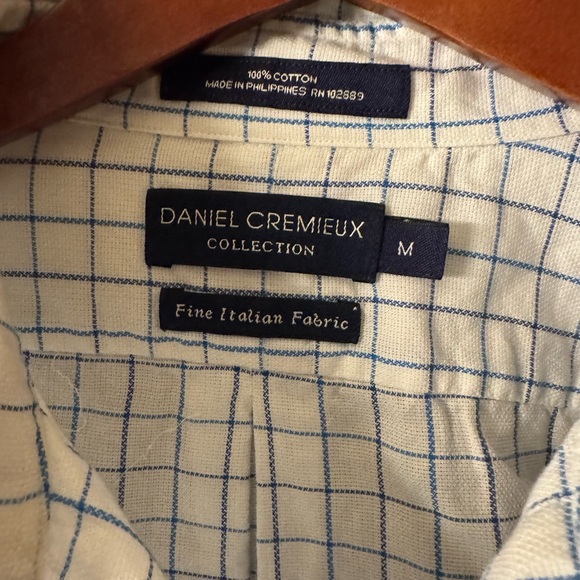 100% COTTON
MADE IN PHILIPPINES RN 102689
DANIEL CREMIEUX
COLLECTION
M
Fine Italian Fabric